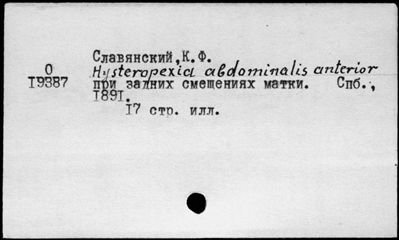 Славянский,К.Ф.
О Hysteropexia abdominalis anterior
19387 при задних смещениях матки. Спб.,
1891.
17 стр. илл.